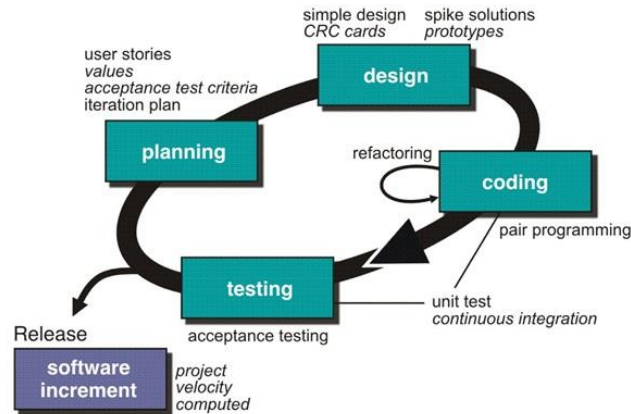 simple design
CRC cards
spike solutions
prototypes
user stories
values
acceptance test criteria
iteration plan
design
planning
refactoring
coding
pair programming
testing
unit test
continuous integration
acceptance testing
Release
software
increment
project
velocity
computed